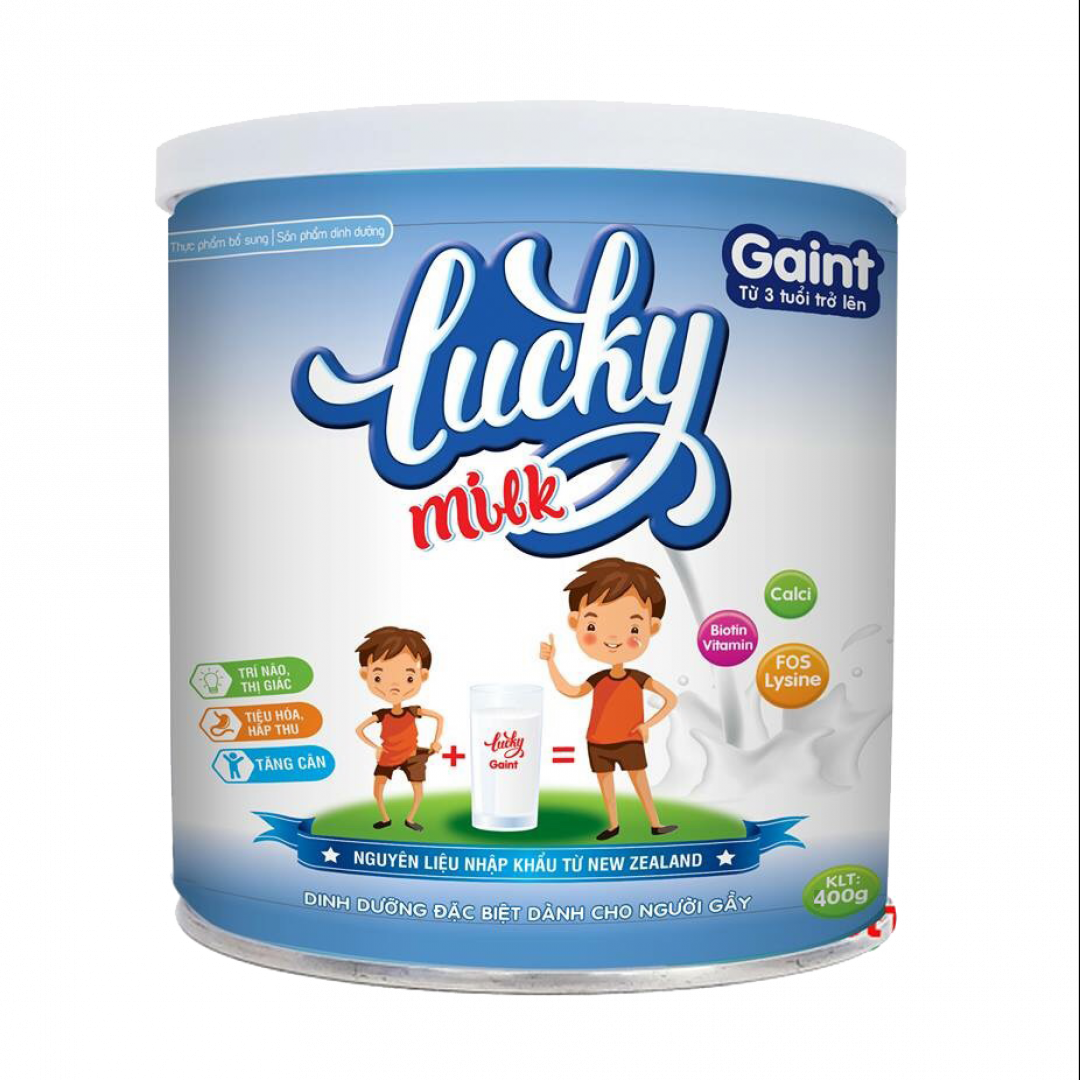 Thực phẩm bổ sung | Sản phẩm dinh dưỡng
Gaint
Từ 3 tuổi trở lên
Lucky
milk
Calci
Biotin
Vitamin
FOS
Lysine
TRÍ NÃO,
THỊ GIÁC
TIÊU HÓA,
HẤP THU
TĂNG CÂN
+
lucky
Gaint
=
NGUYÊN LIỆU NHẬP KHẨU TỪ NEW ZEALAND
DINH DƯỠNG ĐẶC BIỆT DÀNH CHO NGƯỜI GẦY
KLT:
400g